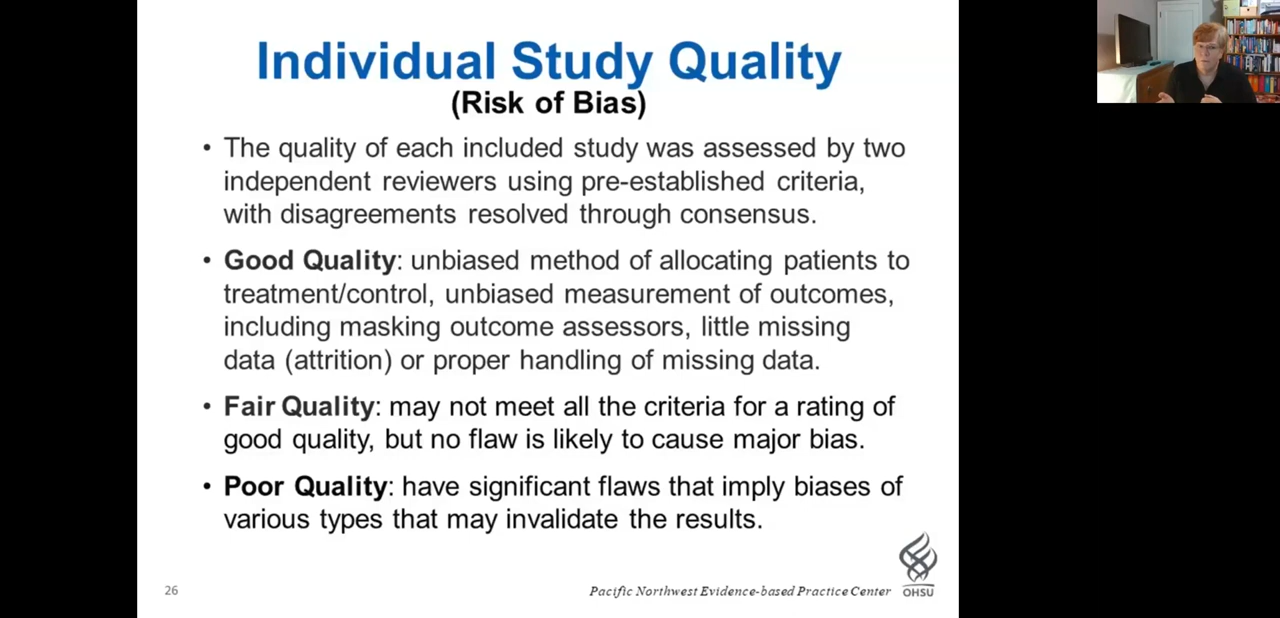 Individual Study Quality
(Risk of Bias)
• The quality of each included study was assessed by two
independent reviewers using pre-established criteria,
with disagreements resolved through consensus.
• Good Quality: unbiased method of allocating patients to
treatment/control, unbiased measurement of outcomes,
including masking outcome assessors, little missing
data (attrition) or proper handling of missing data.
• Fair Quality: may not meet all the criteria for a rating of
good quality, but no flaw is likely to cause major bias.
• Poor Quality: have significant flaws that imply biases of
various types that may invalidate the results.
26
Pacific Northwest Evidence-based Practice Center
OHSU